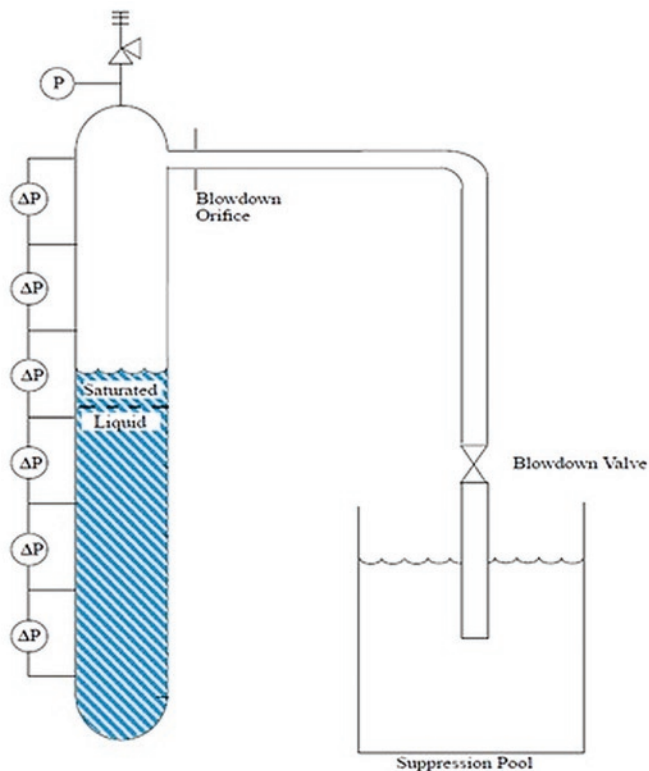 P
Blowdown
Orifice
ΔP
ΔP
ΔP
Saturated
Liquid
ΔP
Blowdown Valve
ΔP
ΔP
Suppression Pool